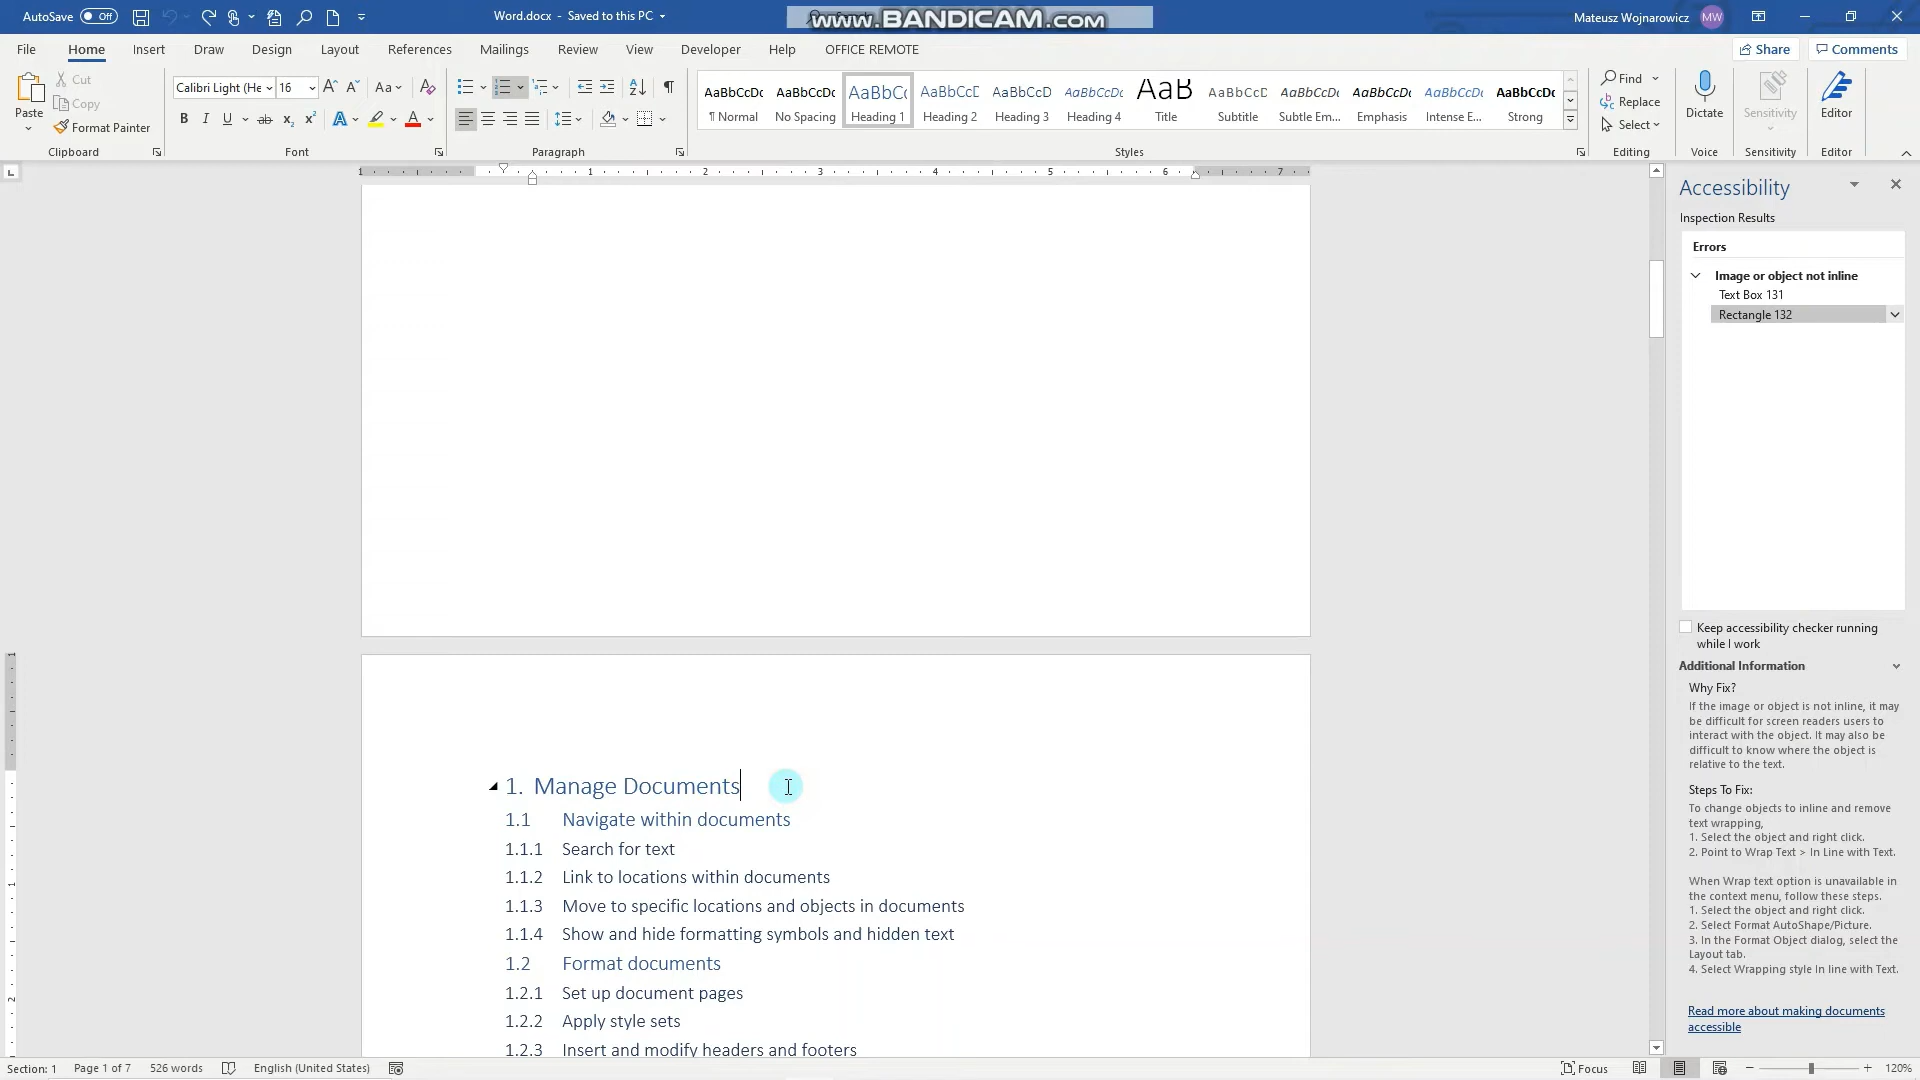 AutoSave Off
Word.docx - Saved to this PC
www.BANDICAM.com
Mateusz Wojnarowicz MW
File Home Insert Draw Design Layout References Mailings Review View Developer Help OFFICE REMOTE
Share Comments
Paste
Cut
Copy
Format Painter
Clipboard
Calibri Light (He 16
Font
Paragraph
AaBbCcDc
¶ Normal
AaBbCcDc
No Spacing
AaBbCc
Heading 1
AaBbCcD
Heading 2
AaBbCcD
Heading 3
AaBbCcDc
Heading 4
AaB
Title
AaBbCcD
Subtitle
AaBbCcDc
Subtle Em...
AaBbCcDc
Emphasis
AaBbCcDc
Intense E...
AaBbCcDc
Strong
Styles
Find
Replace
Select
Editing
Dictate
Voice
Sensitivity
Sensitivity
Editor
Editor
1 1 2 3 4 5 6 7
Accessibility
Inspection Results
Errors
Image or object not inline
Text Box 131
Rectangle 132
Keep accessibility checker running
while I work
Additional Information
Why Fix?
If the image or object is not inline, it may
be difficult for screen readers users to
interact with the object. It may also be
difficult to know where the object is
relative to the text.
Steps To Fix:
To change objects to inline and remove
text wrapping,
1. Select the object and right click.
2. Point to Wrap Text > In Line with Text.
When Wrap text option is unavailable in
the context menu, follow these steps.
1. Select the object and right click.
2. Select Format AutoShape/Picture.
3. In the Format Object dialog, select the
Layout tab.
4. Select Wrapping style In line with Text.
Read more about making documents
accessible
1. Manage Documents
1.1 Navigate within documents
1.1.1 Search for text
1.1.2 Link to locations within documents
1.1.3 Move to specific locations and objects in documents
1.1.4 Show and hide formatting symbols and hidden text
1.2 Format documents
1.2.1 Set up document pages
1.2.2 Apply style sets
1.2.3 Insert and modify headers and footers
Section: 1 Page 1 of 7 526 words English (United States)
Focus
120%